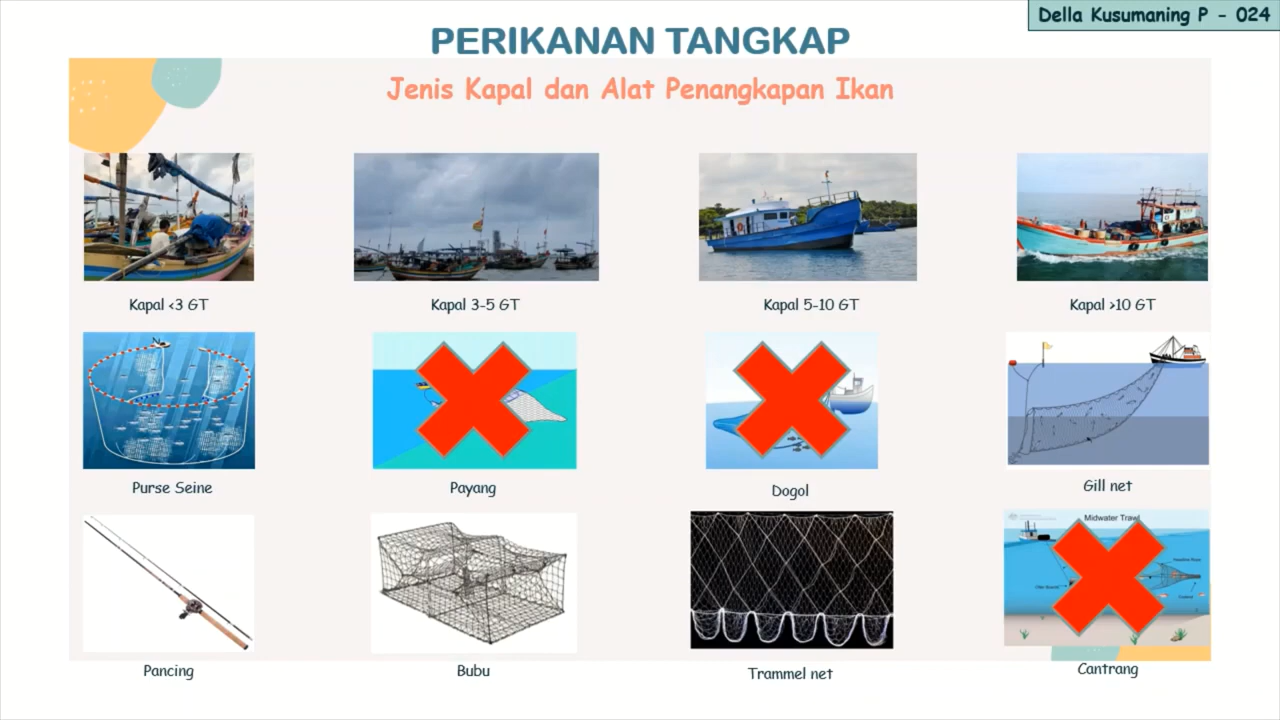 Della Kusumaning P - 024
PERIKANAN TANGKAP
Jenis Kapal dan Alat Penangkapan Ikan
Kapal <3 GT
Kapal 3-5 GT
Kapal 5-10 GT
Kapal >10 GT
Purse Seine
Payang
Dogol
Gill net
Midwater Trawl
Pancing
Bubu
Trammel net
Cantrang